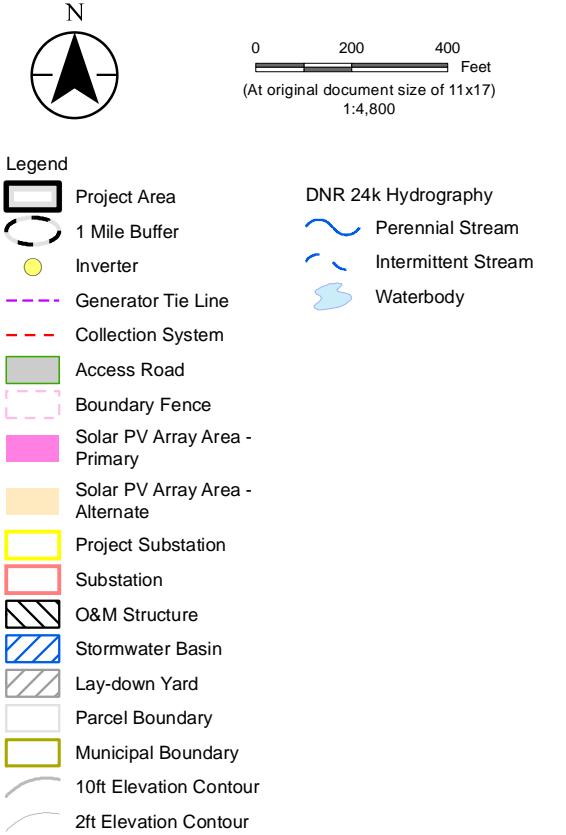 N
0 200 400
Feet
(At original document size of 11x17)
1:4,800
Legend
Project Area
1 Mile Buffer
Inverter
Generator Tie Line
Collection System
Access Road
Boundary Fence
Solar PV Array Area -
Primary
Solar PV Array Area -
Alternate
Project Substation
Substation
O&M Structure
Stormwater Basin
Lay-down Yard
Parcel Boundary
Municipal Boundary
10ft Elevation Contour
2ft Elevation Contour
DNR 24k Hydrography
Perennial Stream
Intermittent Stream
Waterbody